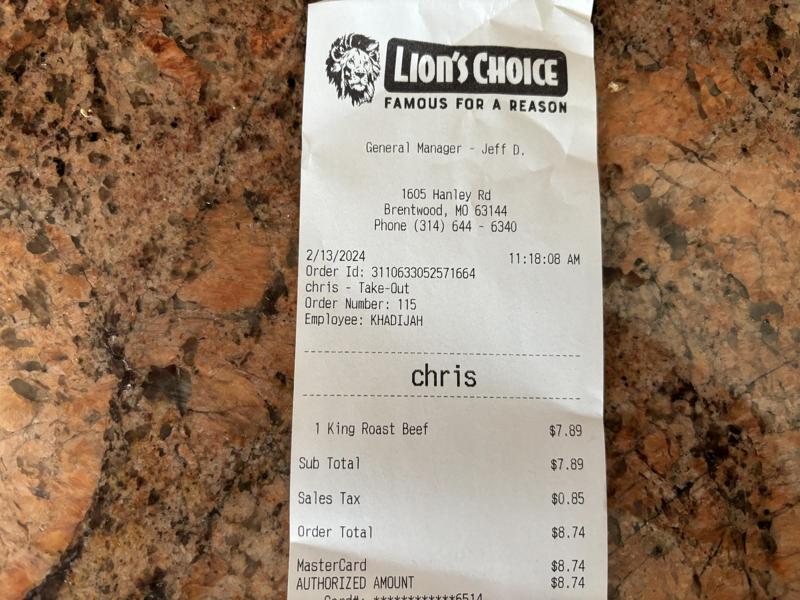 LION'S CHOICE
FAMOUS FOR A REASON
General Manager - Jeff D.
1605 Hanley Rd
Brentwood, MO 63144
Phone (314) 644 - 6340
2/13/2024 11:18:08 AM
Order Id: 3110633052571664
chris - Take-Out
Order Number: 115
Employee: KHADIJAH
chris
1 King Roast Beef $7.89
Sub Total $7.89
Sales Tax $0.85
Order Total $8.74
MasterCard $8.74
AUTHORIZED AMOUNT $8.74
Card#: ************6514